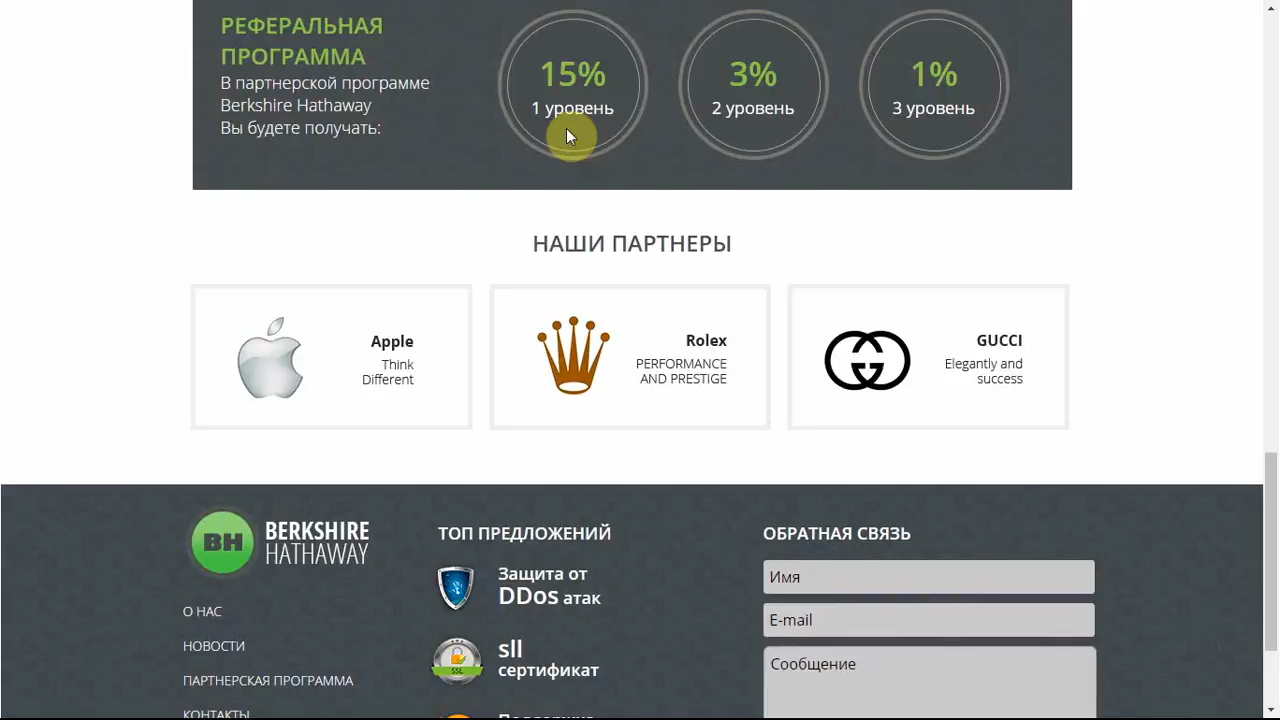 РЕФЕРАЛЬНАЯ
ПРОГРАММА
В партнерской программе
Berkshire Hathaway
Вы будете получать:
15%
1 уровень
3%
2 уровень
1%
3 уровень
НАШИ ПАРТНЕРЫ
Apple
Think
Different
Rolex
PERFORMANCE
AND PRESTIGE
GUCCI
Elegantly and
success
BH BERKSHIRE
HATHAWAY
О НАС
НОВОСТИ
ПАРТНЕРСКАЯ ПРОГРАММА
КОНТАКТЫ
ТОП ПРЕДЛОЖЕНИЙ
Защита от
DDos атак
SSL
sll
сертификат
Поддержка
ОБРАТНАЯ СВЯЗЬ
Имя
E-mail
Сообщение